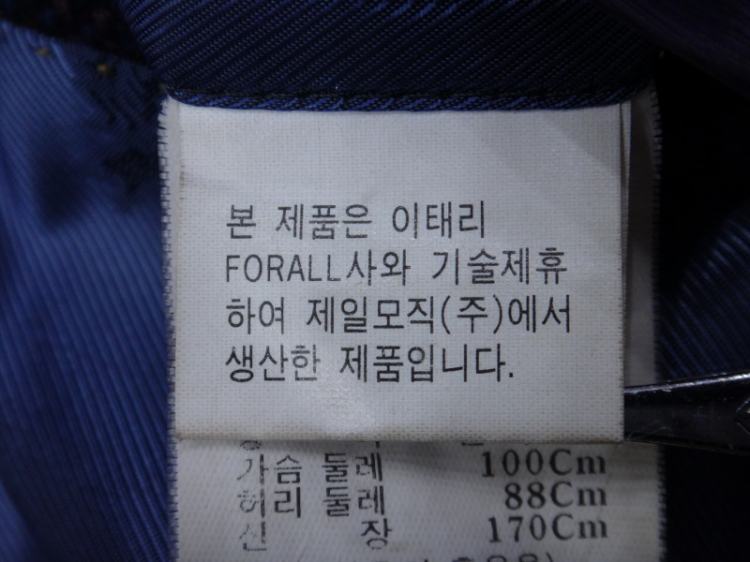 본 제품은 이태리
FORALL사와 기술제휴
하여 제일모직(주)에서
생산한 제품입니다.
가슴 둘레 100Cm
허리 둘레 88Cm
신 장 170Cm